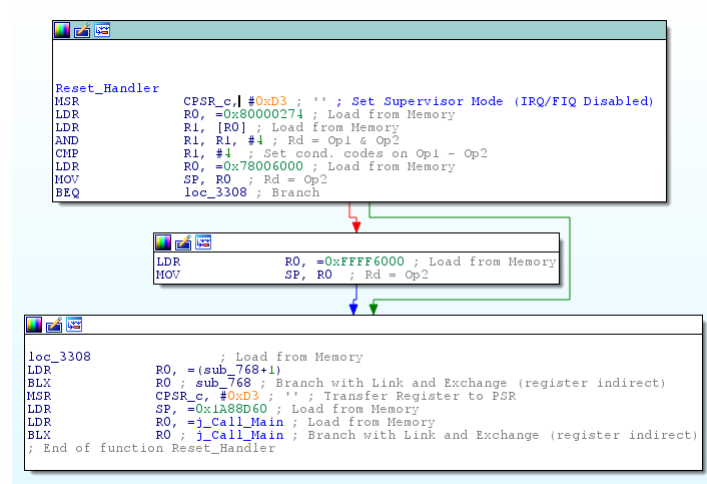 Reset_Handler
MSR CPSR_c, #0xD3 ; '' ; Set Supervisor Mode (IRQ/FIQ Disabled)
LDR R0, =0x80000274 ; Load from Memory
LDR R1, [R0] ; Load from Memory
AND R1, R1, #4 ; Rd = Op1 & Op2
CMP R1, #4 ; Set cond. codes on Op1 - Op2
LDR R0, =0x78006000 ; Load from Memory
MOV SP, R0 ; Rd = Op2
BEQ loc_3308 ; Branch
LDR R0, =0xFFFF6000 ; Load from Memory
MOV SP, R0 ; Rd = Op2
loc_3308 ; Load from Memory
LDR R0, =(sub_768+1)
BLX R0 ; sub_768 ; Branch with Link and Exchange (register indirect)
MSR CPSR_c, #0xD3 ; '' ; Transfer Register to PSR
LDR SP, =0x1A88D60 ; Load from Memory
LDR R0, =j_Call_Main ; Load from Memory
BLX R0 ; j_Call_Main ; Branch with Link and Exchange (register indirect)
; End of function Reset_Handler